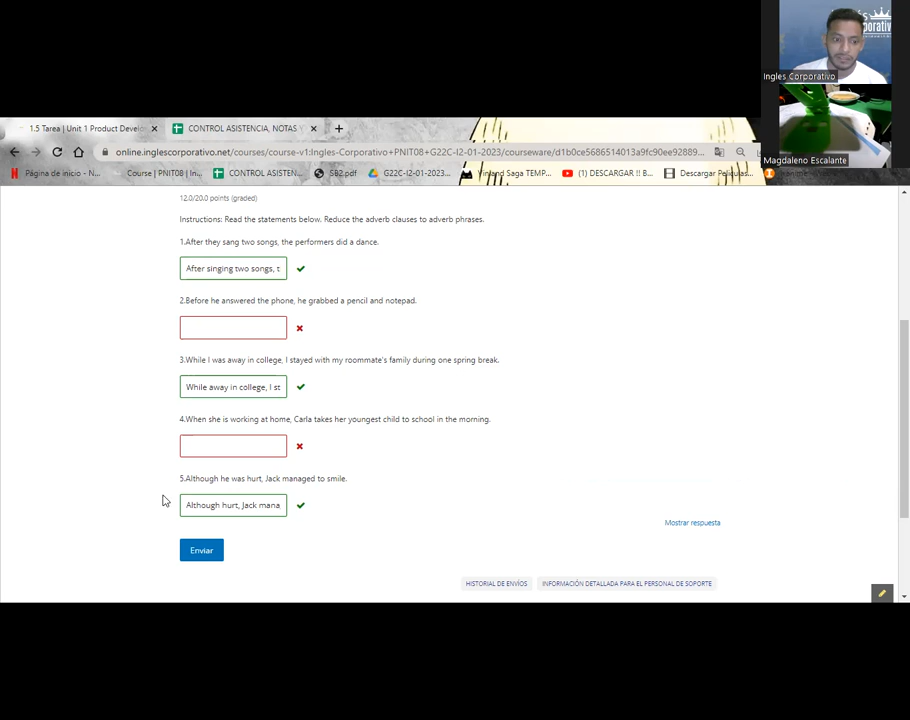 Ingles Corporativo
Magdaleno Escalante
1.5 Tarea | Unit 1 Product Develo
CONTROL ASISTENCIA, NOTAS Y
online.inglescorporativo.net/courses/course-v1:Ingles-Corporativo+PNIT08+G22C-I2-01-2023/courseware/d1b0ce5686514013a9fc90ee92889...
Página de inicio - N...
Course | PNIT08 | In...
CONTROL ASISTEN...
SB2.pdf
G22C-I2-01-2023...
Vinland Saga TEMP...
(1) DESCARGAR !! B...
Descargar Peliculas...
12.0/20.0 points (graded)
Instructions: Read the statements below. Reduce the adverb clauses to adverb phrases.
1.After they sang two songs, the performers did a dance.
After singing two songs, t
2.Before he answered the phone, he grabbed a pencil and notepad.
3.While I was away in college, I stayed with my roommate's family during one spring break.
While away in college, I st
4.When she is working at home, Carla takes her youngest child to school in the morning.
5.Although he was hurt, Jack managed to smile.
Although hurt, Jack mana
Mostrar respuesta
Enviar
HISTORIAL DE ENVÍOS
INFORMACIÓN DETALLADA PARA EL PERSONAL DE SOPORTE